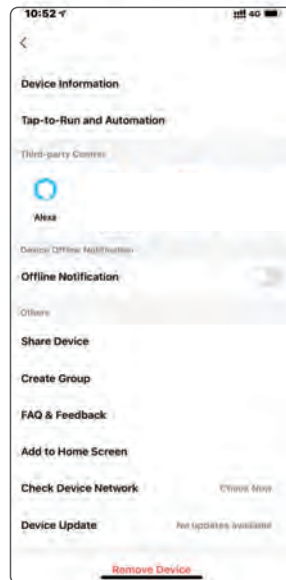 10:52
4G
Device Information
Tap-to-Run and Automation
Third-party Control
Alexa
Device Offline Notification
Offline Notification
Others
Share Device
Create Group
FAQ & Feedback
Add to Home Screen
Check Device Network Check Now
Device Update No updates available
Remove Device